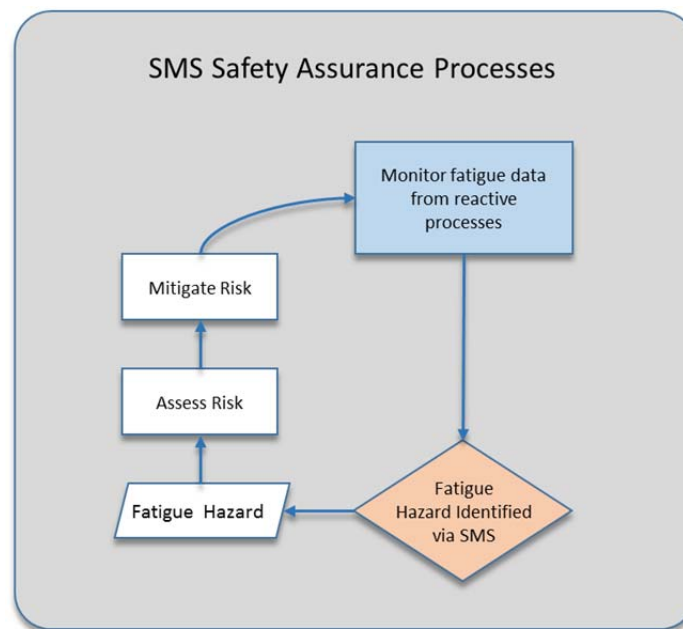 SMS Safety Assurance Processes
Monitor fatigue data
from reactive
processes
Mitigate Risk
Assess Risk
Fatigue Hazard
Fatigue
Hazard Identified
via SMS